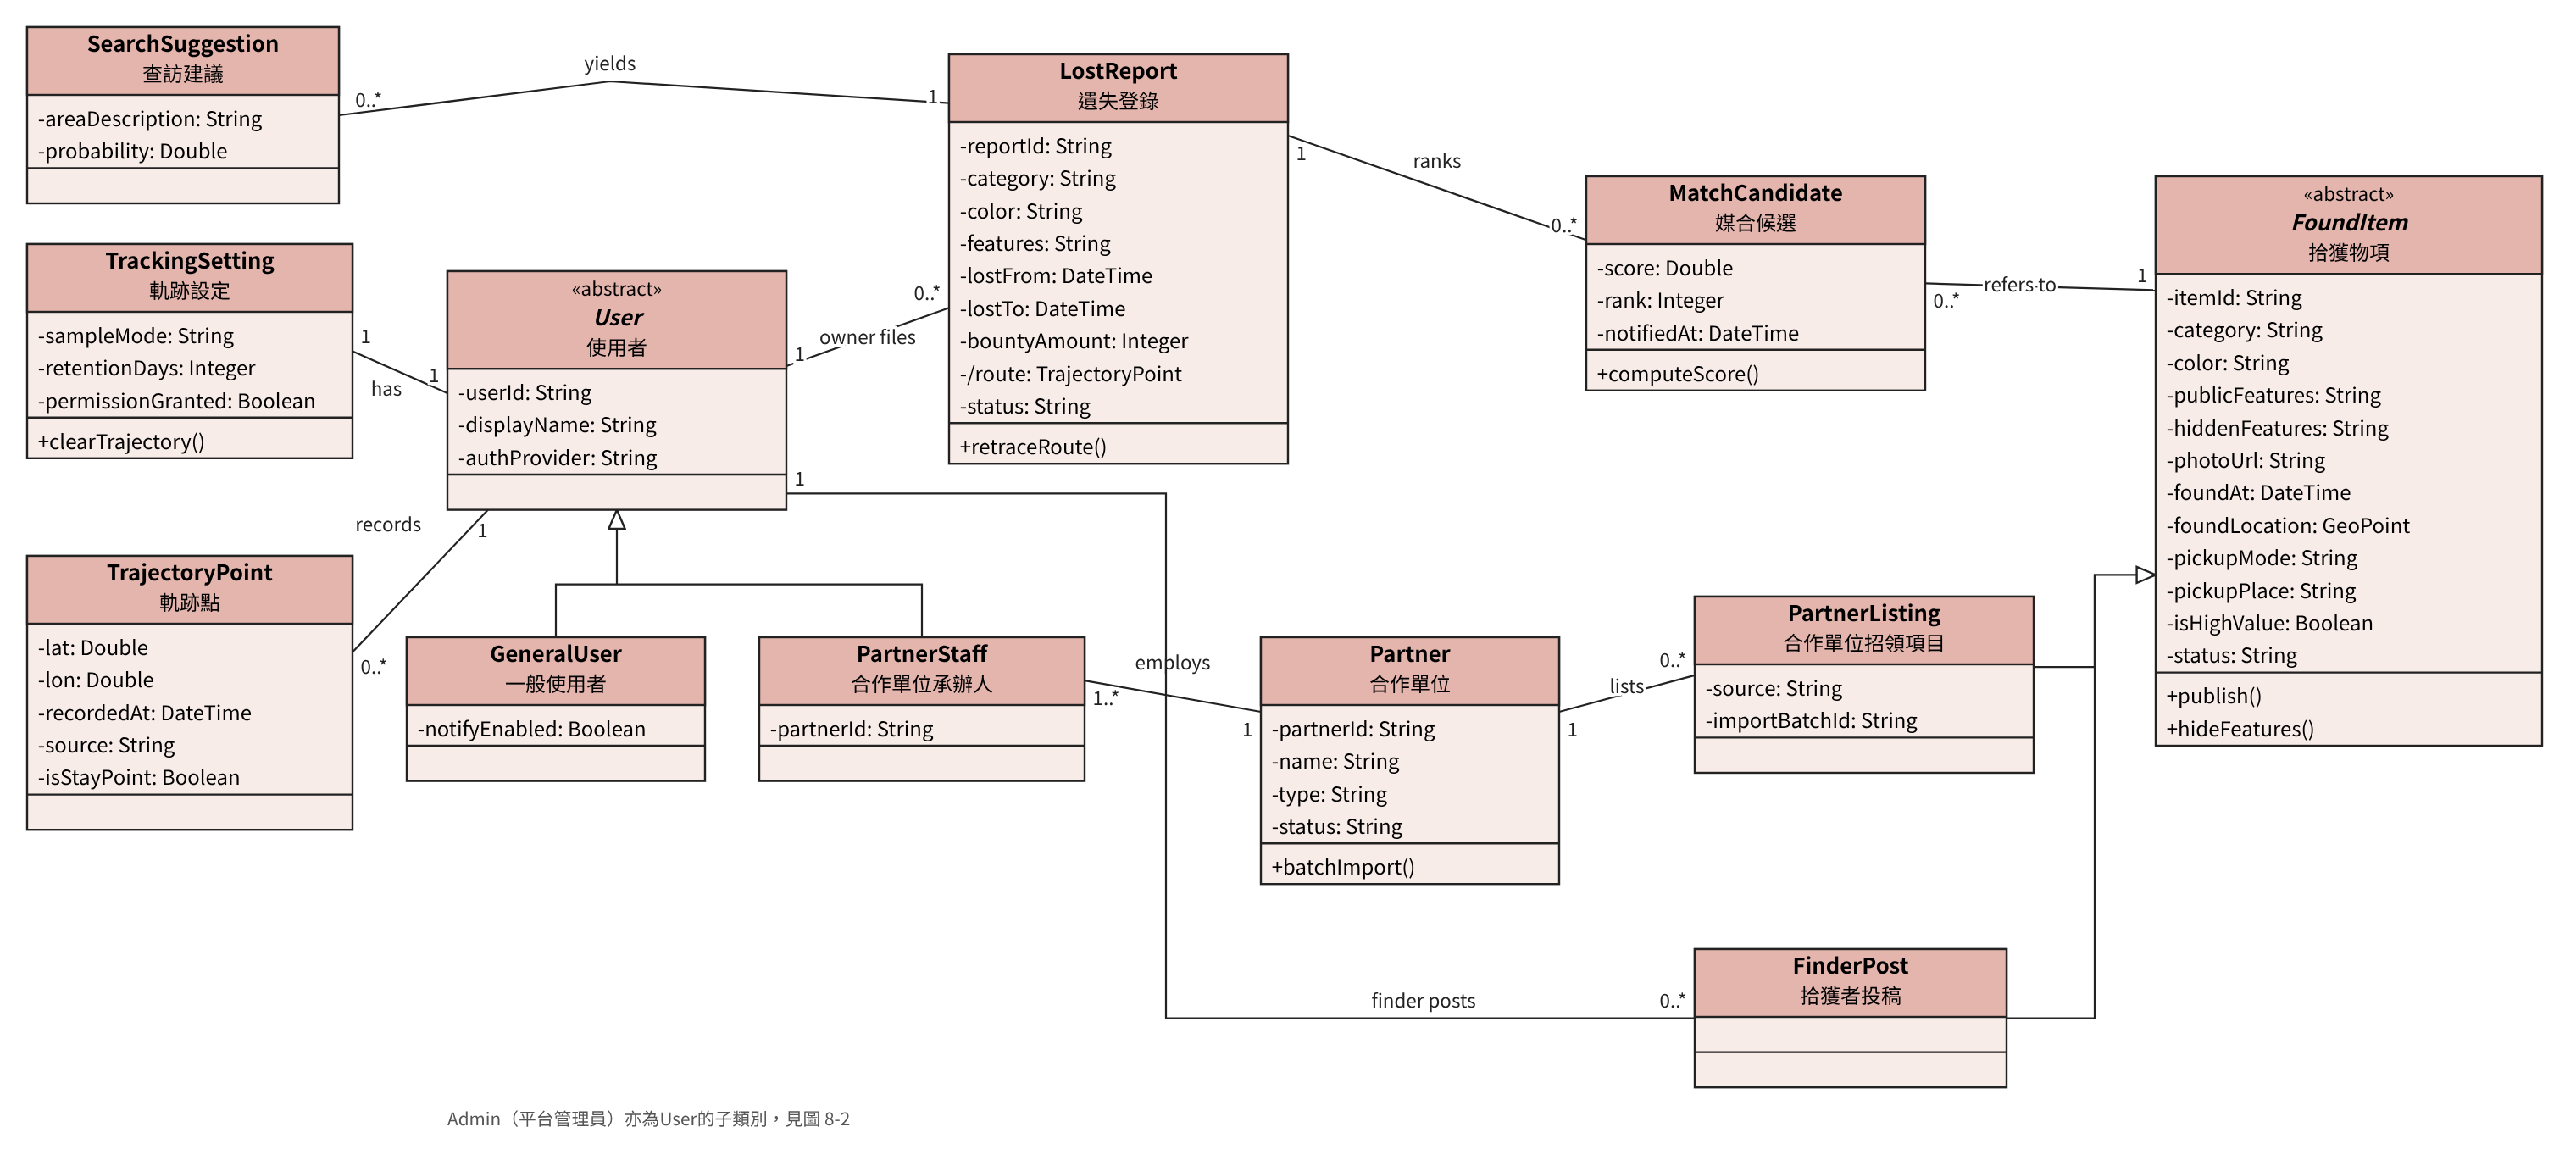 SearchSuggestion
查訪建議
-areaDescription: String
-probability: Double
0..*
yields
1
LostReport
遺失登錄
-reportId: String
-category: String
-color: String
-features: String
-lostFrom: DateTime
-lostTo: DateTime
-bountyAmount: Integer
-/route: TrajectoryPoint
-status: String
+retraceRoute()
1
ranks
0..*
MatchCandidate
媒合候選
-score: Double
-rank: Integer
-notifiedAt: DateTime
+computeScore()
0..*
refers to
1
«abstract»
FoundItem
拾獲物項
-itemId: String
-category: String
-color: String
-publicFeatures: String
-hiddenFeatures: String
-photoUrl: String
-foundAt: DateTime
-foundLocation: GeoPoint
-pickupMode: String
-pickupPlace: String
-isHighValue: Boolean
-status: String
+publish()
+hideFeatures()
TrackingSetting
軌跡設定
-sampleMode: String
-retentionDays: Integer
-permissionGranted: Boolean
+clearTrajectory()
1
has
1
«abstract»
User
使用者
-userId: String
-displayName: String
-authProvider: String
1
owner files
0..*
1
records
1
0..*
TrajectoryPoint
軌跡點
-lat: Double
-lon: Double
-recordedAt: DateTime
-source: String
-isStayPoint: Boolean
GeneralUser
一般使用者
-notifyEnabled: Boolean
PartnerStaff
合作單位承辦人
-partnerId: String
1..*
employs
1
Partner
合作單位
-partnerId: String
-name: String
-type: String
-status: String
+batchImport()
1
lists
0..*
PartnerListing
合作單位招領項目
-source: String
-importBatchId: String
finder posts
0..*
FinderPost
拾獲者投稿
Admin（平台管理員）亦為User的子類別，見圖 8-2